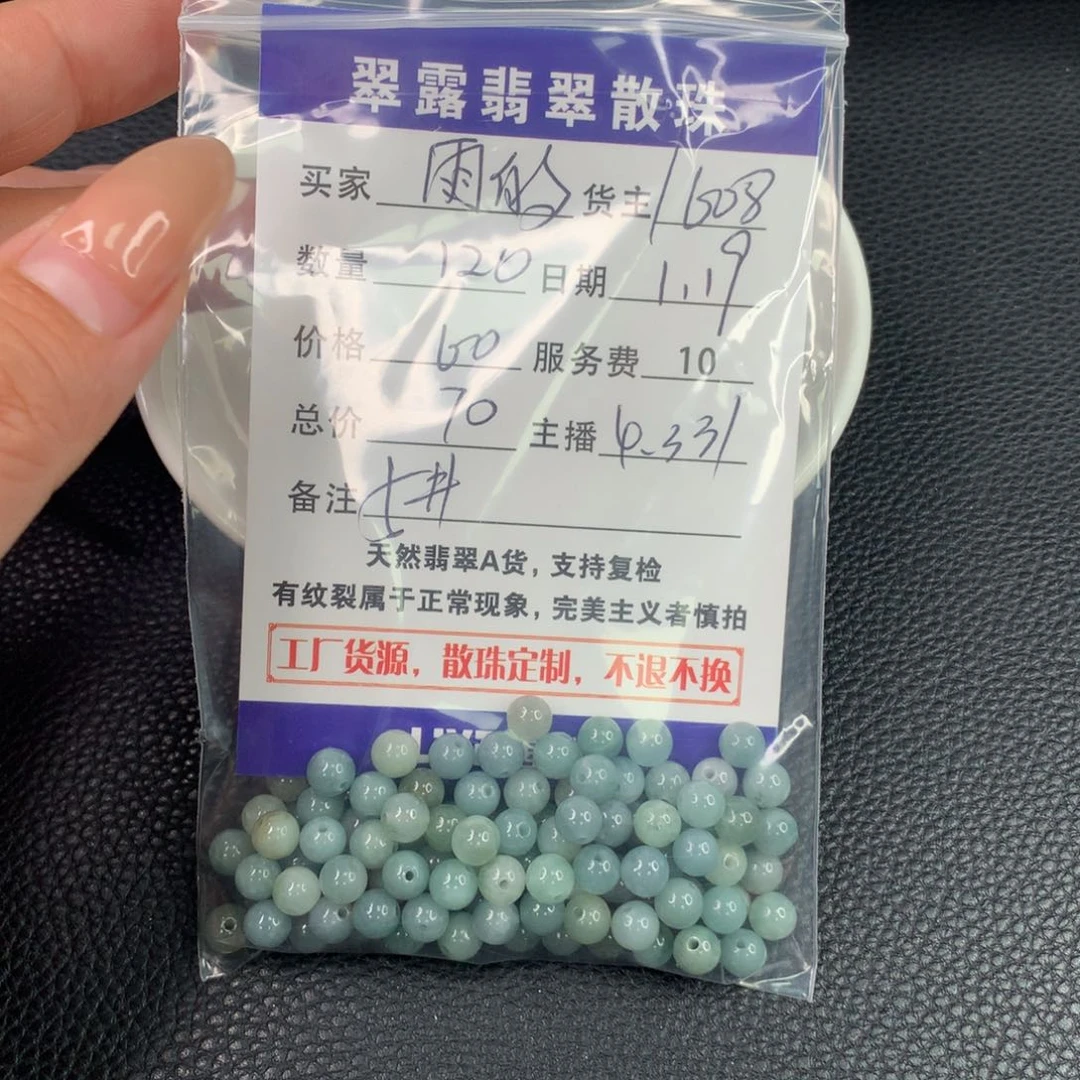 翠露翡翠散珠
买家 雨的 货主 1608
数量 120 日期 1.19
价格 60 服务费 10
总价 70 主播
备注
天然翡翠A货，支持复检
有纹裂属于正常现象，完美主义者慎拍
工厂货源，散珠定制，不退不换